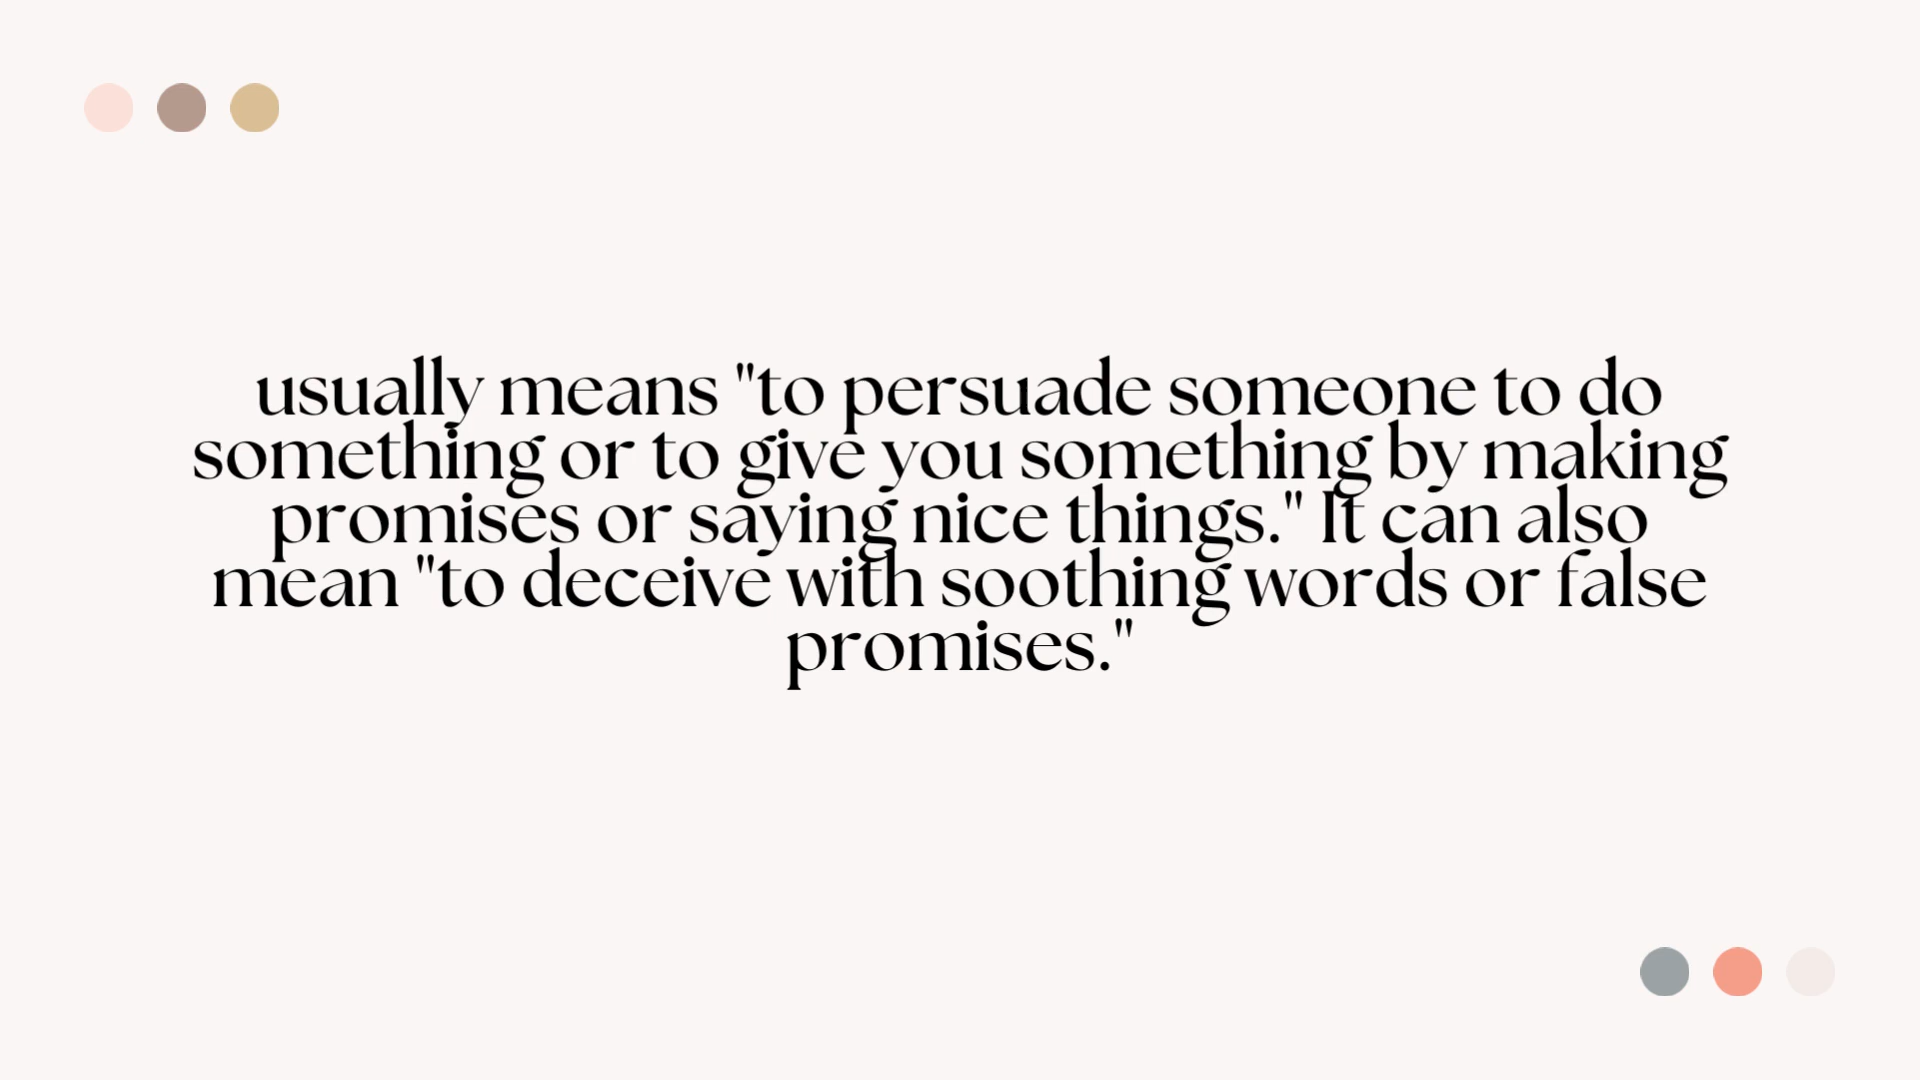 usually means "to persuade someone to do
something or to give you something by making
promises or saying nice things." It can also
mean "to deceive with soothing words or false
promises."